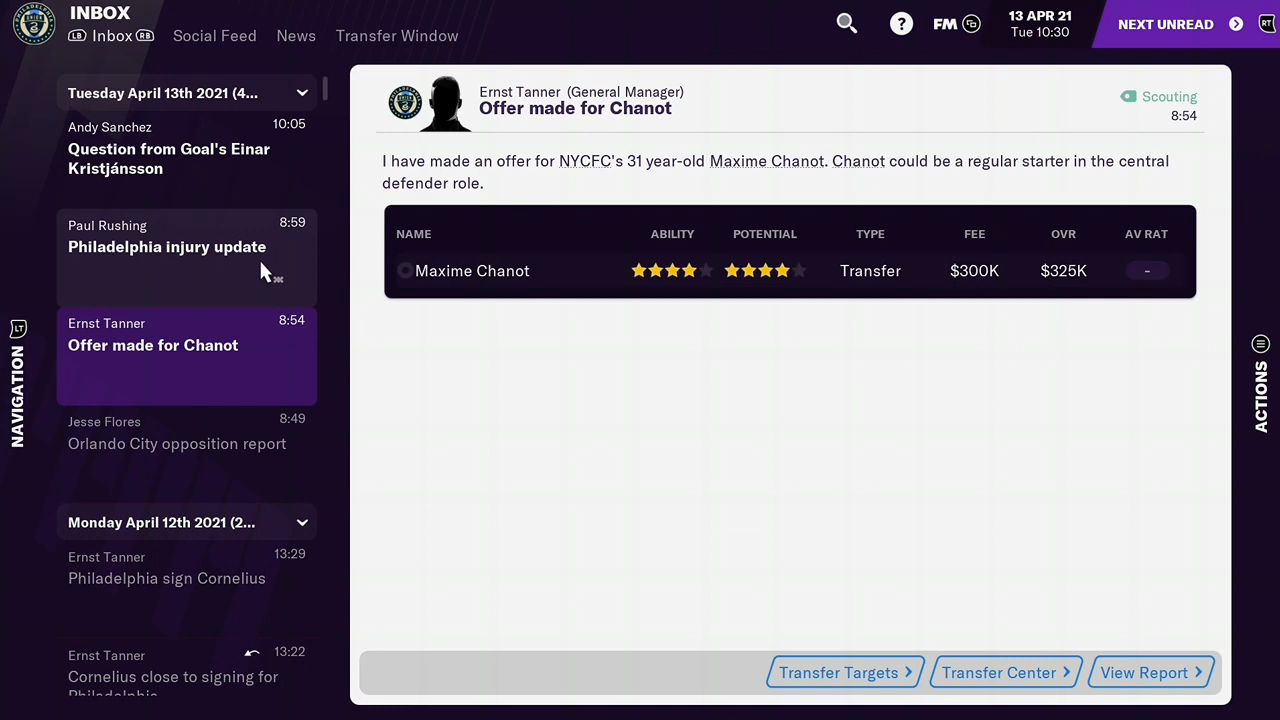 INBOX
LB Inbox RB Social Feed News Transfer Window
FM
13 APR 21
Tue 10:30
NEXT UNREAD
RT
Tuesday April 13th 2021 (4...
Andy Sanchez 10:05
Question from Goal's Einar
Kristjánsson
Paul Rushing 8:59
Philadelphia injury update
Ernst Tanner 8:54
Offer made for Chanot
Jesse Flores 8:49
Orlando City opposition report
Monday April 12th 2021 (2...
Ernst Tanner 13:29
Philadelphia sign Cornelius
Ernst Tanner 13:22
Cornelius close to signing for
Philadelphia
LT
NAVIGATION
Ernst Tanner (General Manager)
Offer made for Chanot
Scouting
8:54
I have made an offer for NYCFC's 31 year-old Maxime Chanot. Chanot could be a regular starter in the central
defender role.
NAME ABILITY POTENTIAL TYPE FEE OVR AV RAT
Maxime Chanot Transfer $300K $325K -
Transfer Targets Transfer Center View Report
ACTIONS